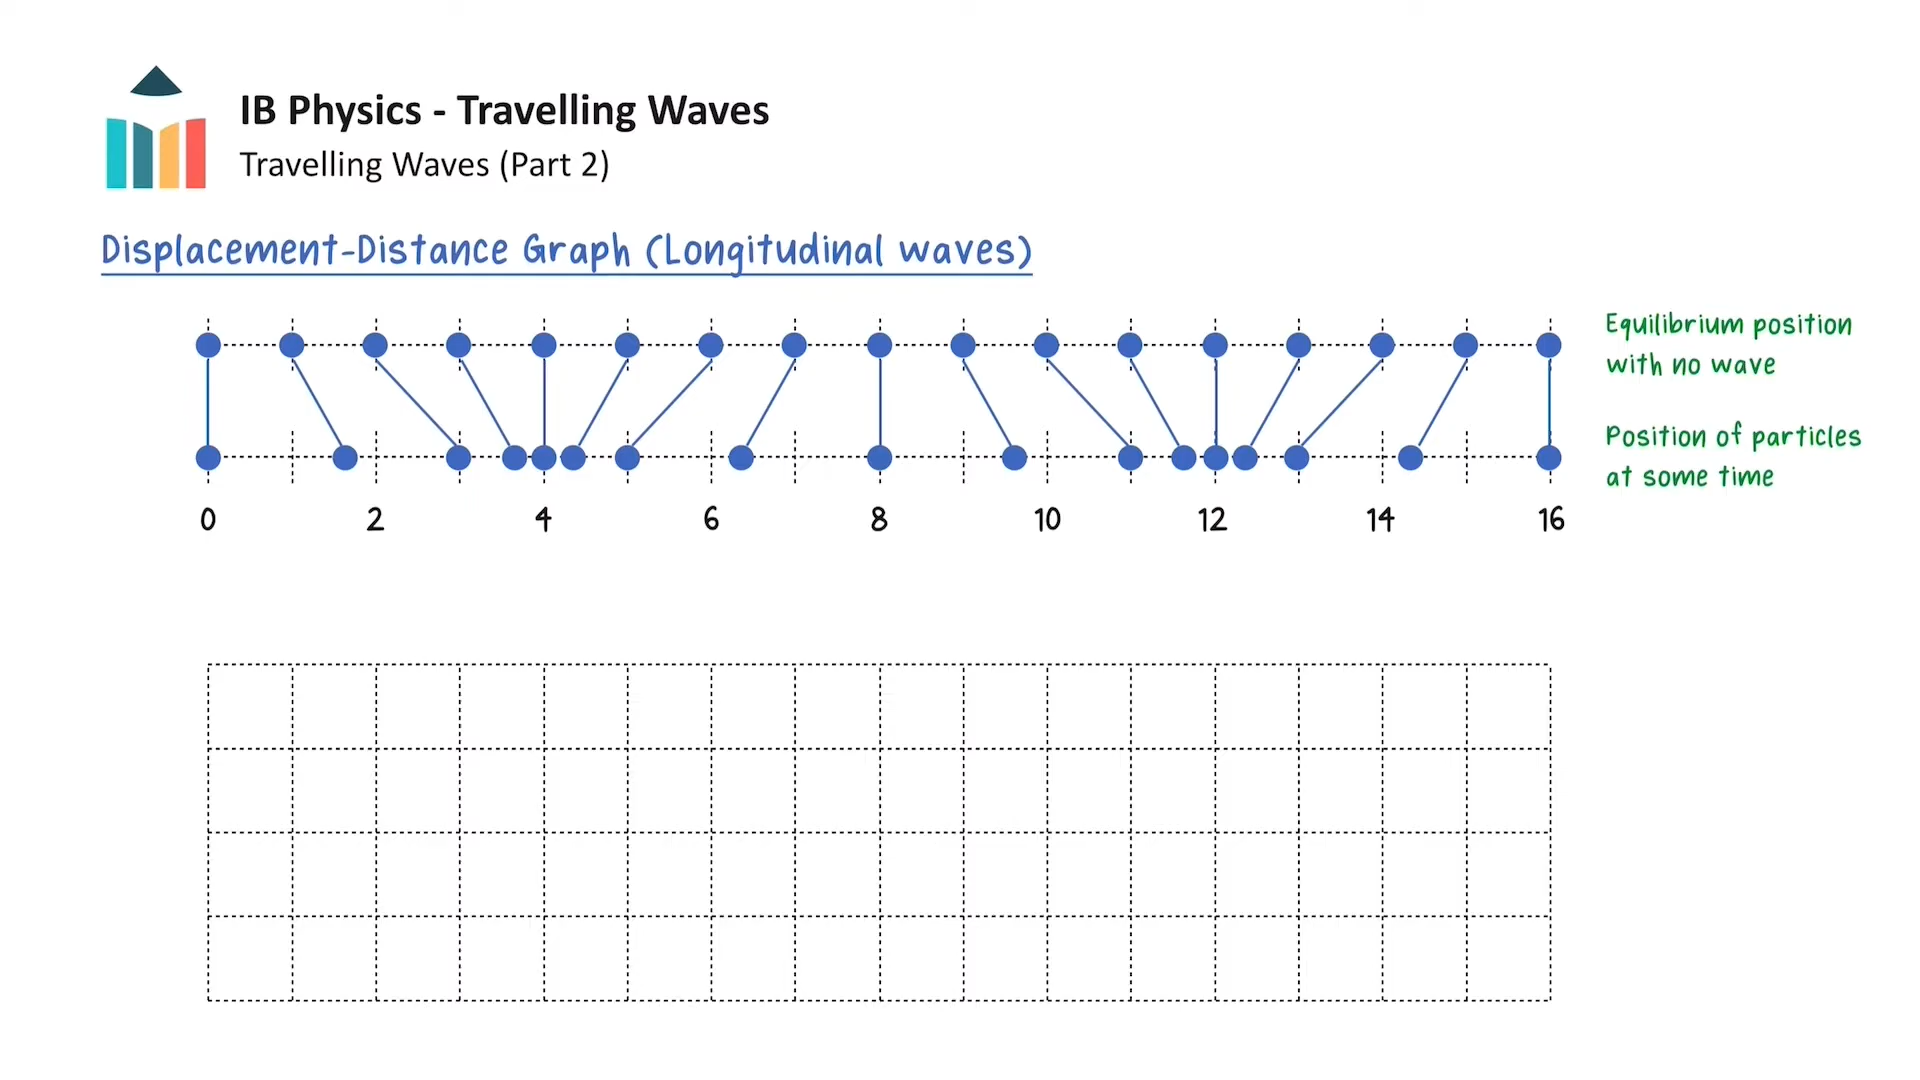 IB Physics - Travelling Waves
Travelling Waves (Part 2)
Displacement-Distance Graph (Longitudinal waves)
Equilibrium position
with no wave
Position of particles
at some time
0 2 4 6 8 10 12 14 16